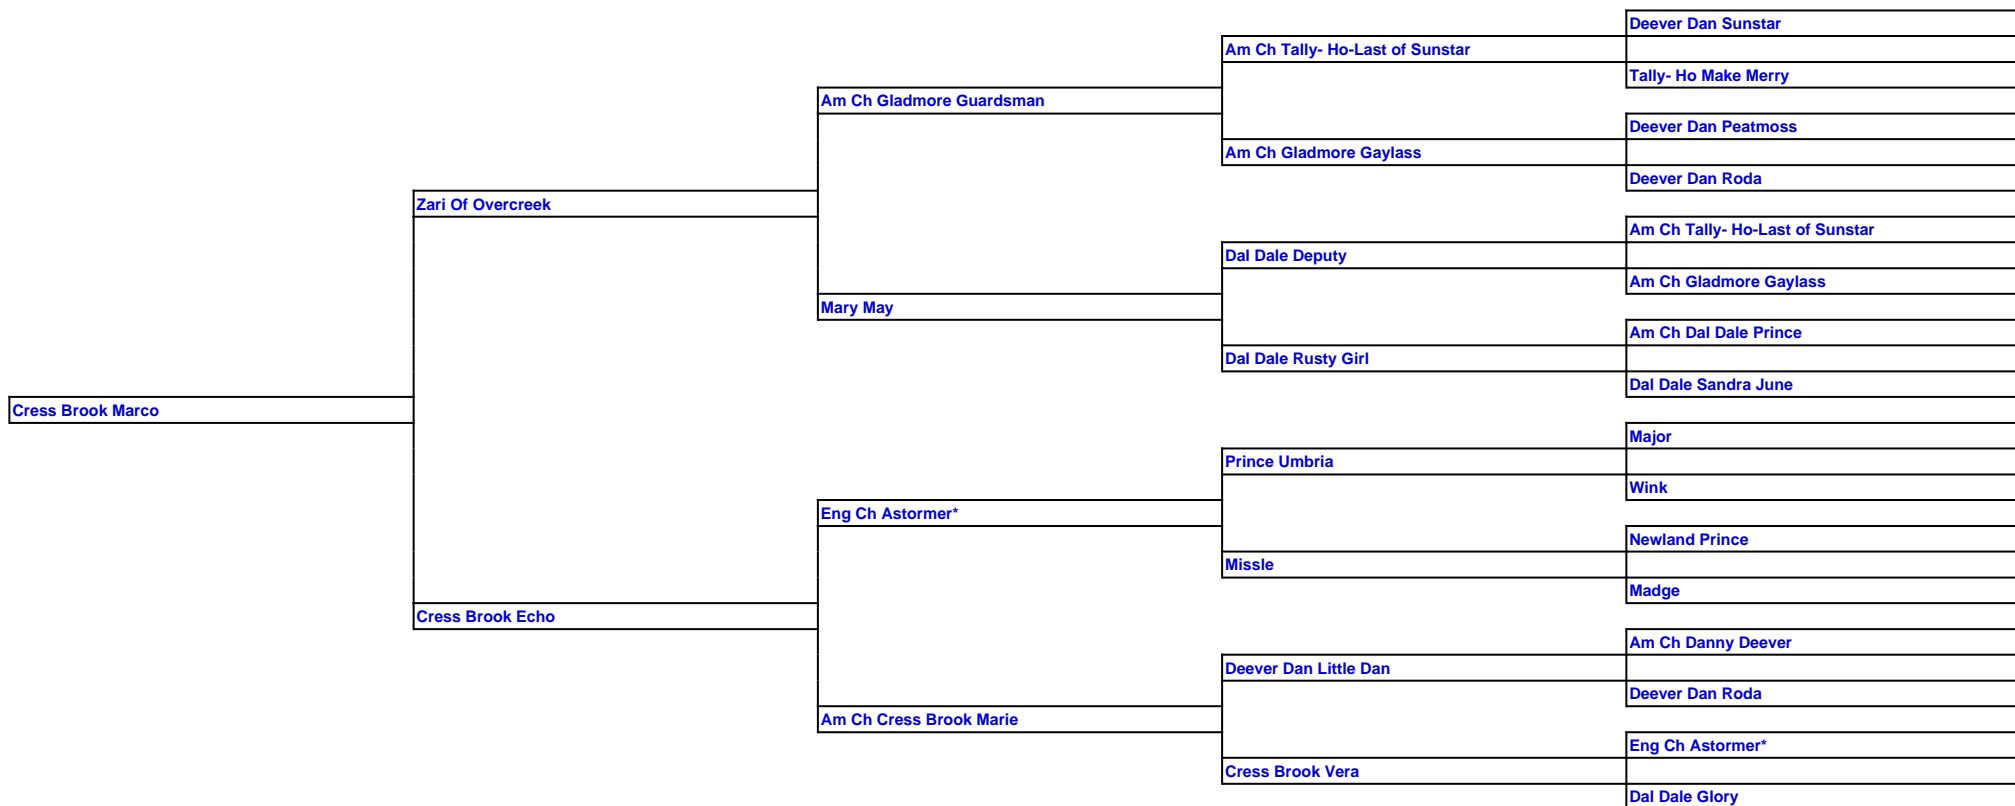 Deever Dan Sunstar
Am Ch Tally- Ho-Last of Sunstar
Tally- Ho Make Merry
Am Ch Gladmore Guardsman
Deever Dan Peatmoss
Am Ch Gladmore Gaylass
Deever Dan Roda
Zari Of Overcreek
Am Ch Tally- Ho-Last of Sunstar
Dal Dale Deputy
Am Ch Gladmore Gaylass
Mary May
Am Ch Dal Dale Prince
Dal Dale Rusty Girl
Dal Dale Sandra June
Cress Brook Marco
Major
Prince Umbria
Wink
Eng Ch Astormer*
Newland Prince
Missle
Madge
Cress Brook Echo
Am Ch Danny Deever
Deever Dan Little Dan
Deever Dan Roda
Am Ch Cress Brook Marie
Eng Ch Astormer*
Cress Brook Vera
Dal Dale Glory